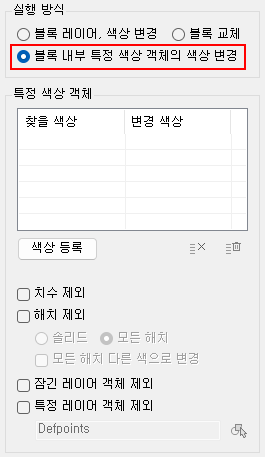 실행 방식
블록 레이어, 색상 변경 블록 교체
블록 내부 특정 색상 객체의 색상 변경
특정 색상 객체
찾을 색상 변경 색상
색상 등록
치수 제외
해치 제외
솔리드 모든 해치
모든 해치 다른 색으로 변경
잠긴 레이어 객체 제외
특정 레이어 객체 제외
Defpoints